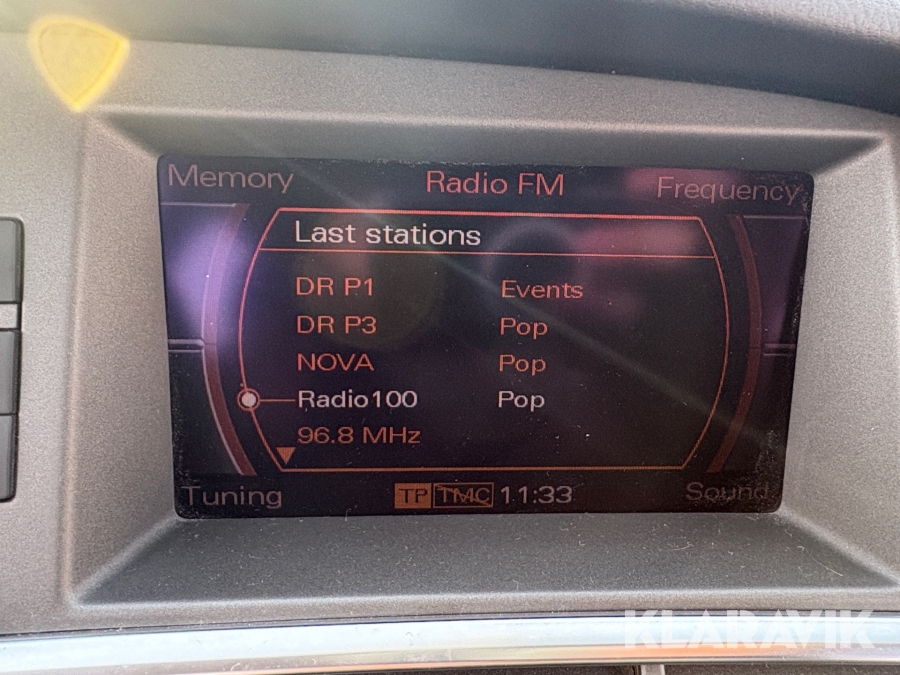 Memory Radio FM Frequency
Last stations
DR P1 Events
DR P3 Pop
NOVA Pop
Radio100 Pop
96.8 MHz
Tuning TP TMC 11:33 Sound
KLARAVIK